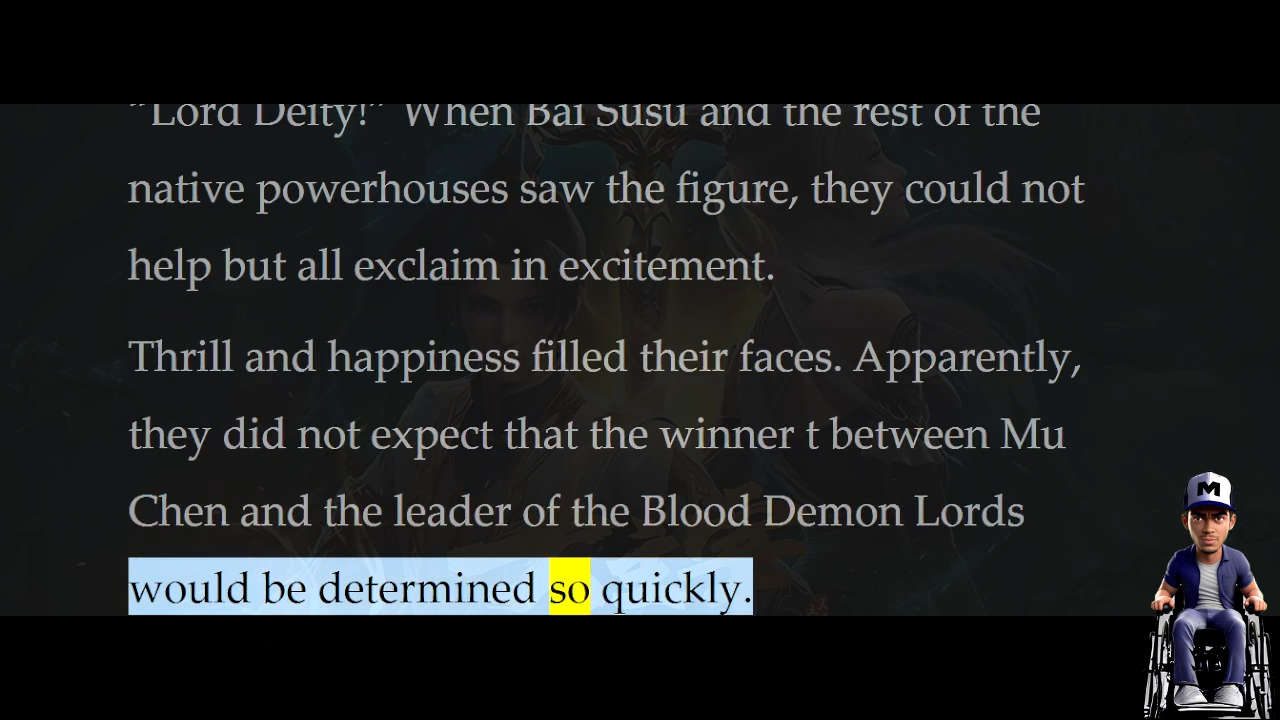 “Lord Deity!” When Bai Susu and the rest of the
native powerhouses saw the figure, they could not
help but all exclaim in excitement.
Thrill and happiness filled their faces. Apparently,
they did not expect that the winner t between Mu
Chen and the leader of the Blood Demon Lords
would be determined so quickly.
M